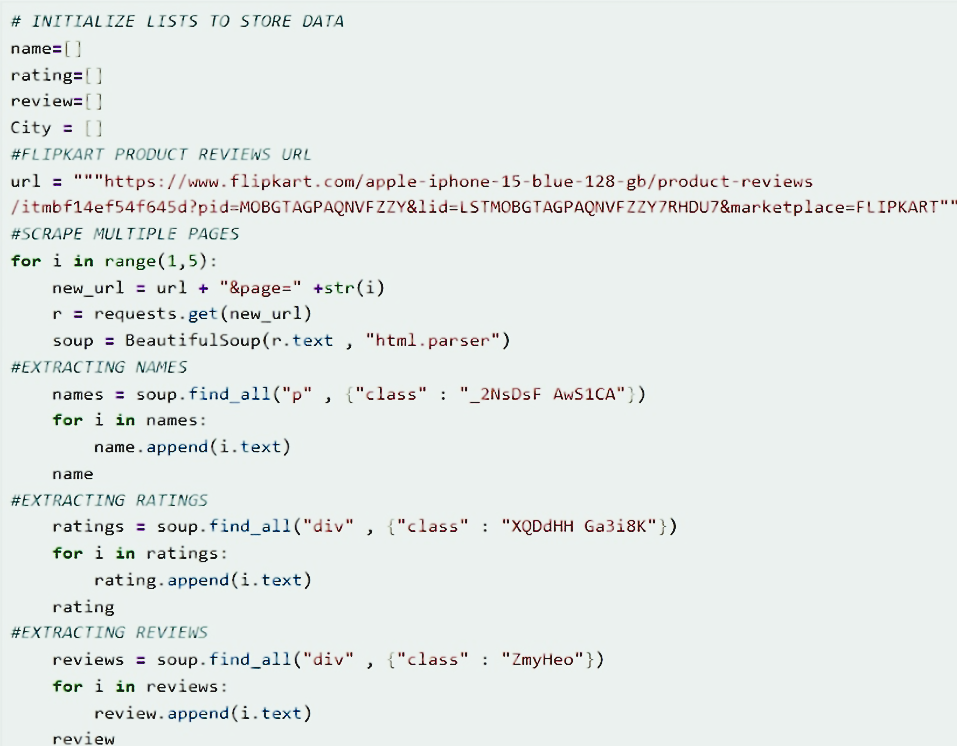 # INITIALIZE LISTS TO STORE DATA
name=[]
rating=[]
review=[]
City = []
#FLIPKART PRODUCT REVIEWS URL
url = """https://www.flipkart.com/apple-iphone-15-blue-128-gb/product-reviews
/itmbf14ef54f645d?pid=MOBGTAGPAQNVFZZY&lid=LSTMOBGTAGPAQNVFZZY7RHDU7&marketplace=FLIPKART""
#SCRAPE MULTIPLE PAGES
for i in range(1,5):
    new_url = url + "&page=" +str(i)
    r = requests.get(new_url)
    soup = BeautifulSoup(r.text , "html.parser")
#EXTRACTING NAMES
    names = soup.find_all("p" , {"class" : "_2NsDsF AwS1CA"})
    for i in names:
        name.append(i.text)
    name
#EXTRACTING RATINGS
    ratings = soup.find_all("div" , {"class" : "XQDdHH Ga3i8K"})
    for i in ratings:
        rating.append(i.text)
    rating
#EXTRACTING REVIEWS
    reviews = soup.find_all("div" , {"class" : "ZmyHeo"})
    for i in reviews:
        review.append(i.text)
    review